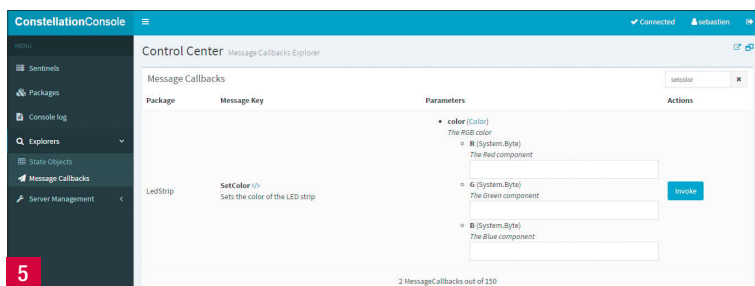 ConstellationConsole
Connected sebastien
MENU
Control Center Message Callbacks Explorer
Sentinels
Packages
Console log
Explorers
State Objects
Message Callbacks
Server Management
Message Callbacks setcolor
Package Message Key Parameters Actions
color (Color)
The RGB color
R (System.Byte)
The Red component
LedStrip
SetColor </>
Sets the color of the LED strip
G (System.Byte)
The Green component
Invoke
B (System.Byte)
The Blue component
2 MessageCallbacks out of 150
5